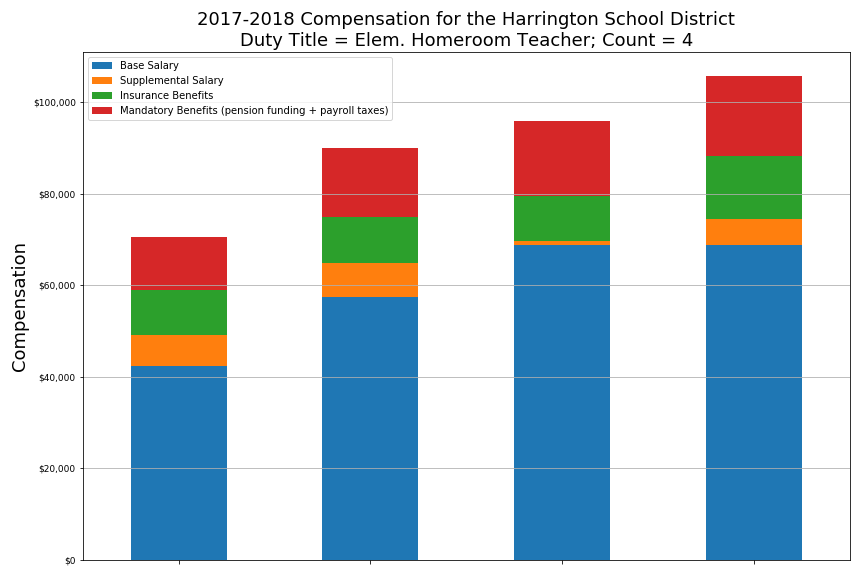 2017-2018 Compensation for the Harrington School District
Duty Title = Elem. Homeroom Teacher; Count = 4
Base Salary
Supplemental Salary
Insurance Benefits
Mandatory Benefits (pension funding + payroll taxes)
$100,000
$80,000
$60,000
$40,000
$20,000
$0
Compensation